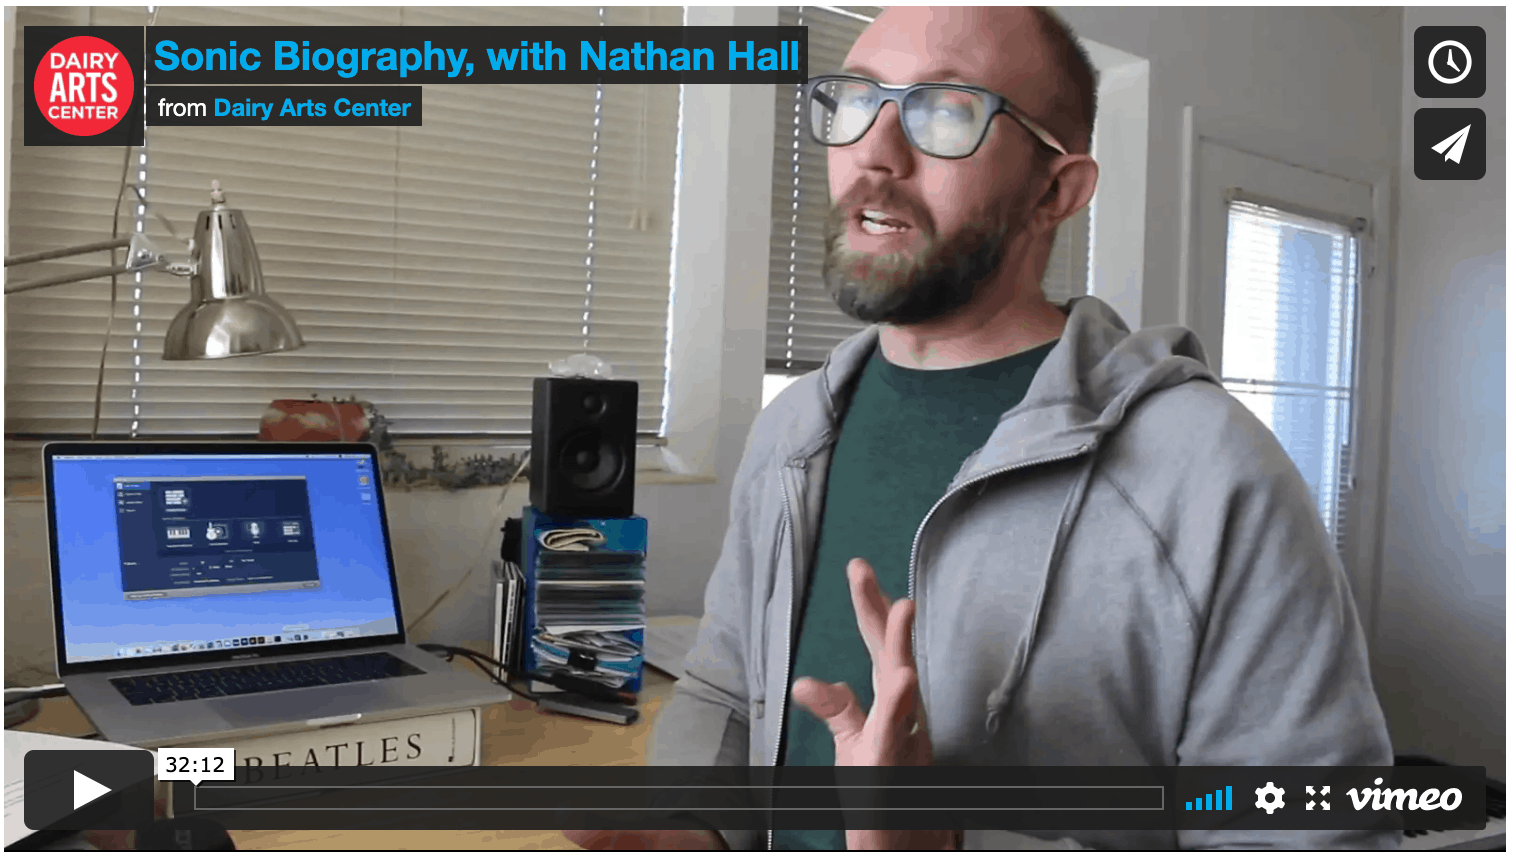 DAIRY
ARTS
CENTER
Sonic Biography, with Nathan Hall
from Dairy Arts Center
BEATLES
32:12
vimeo